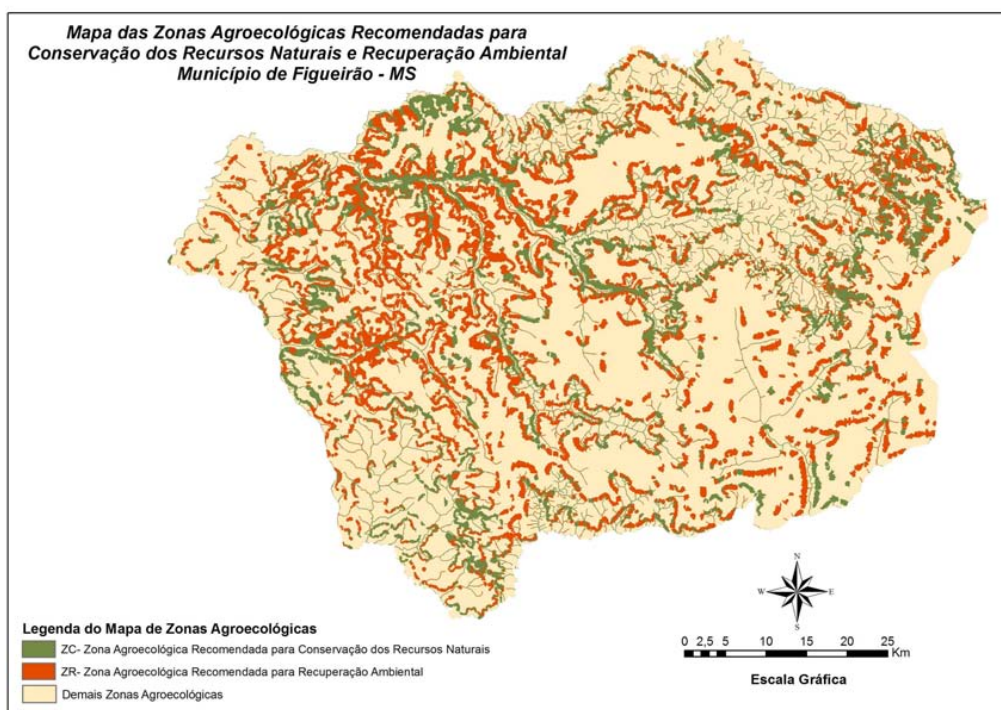 Mapa das Zonas Agroecológicas Recomendadas para
Conservação dos Recursos Naturais e Recuperação Ambiental
Município de Figueirão - MS
N
W E
S
Legenda do Mapa de Zonas Agroecológicas
ZC- Zona Agroecológica Recomendada para Conservação dos Recursos Naturais
ZR- Zona Agroecológica Recomendada para Recuperação Ambiental
Demais Zonas Agroecológicas
0 2,5 5 10 15 20 25
Km
Escala Gráfica